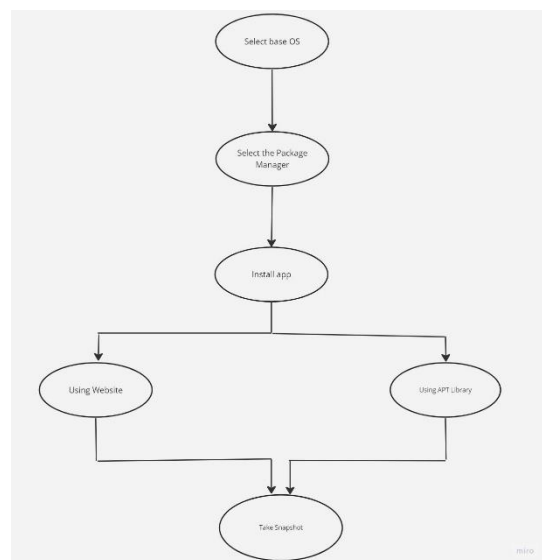 Select base OS
Select the Package
Manager
Install app
Using Website
Using APT Library
Take Snapshot
miro